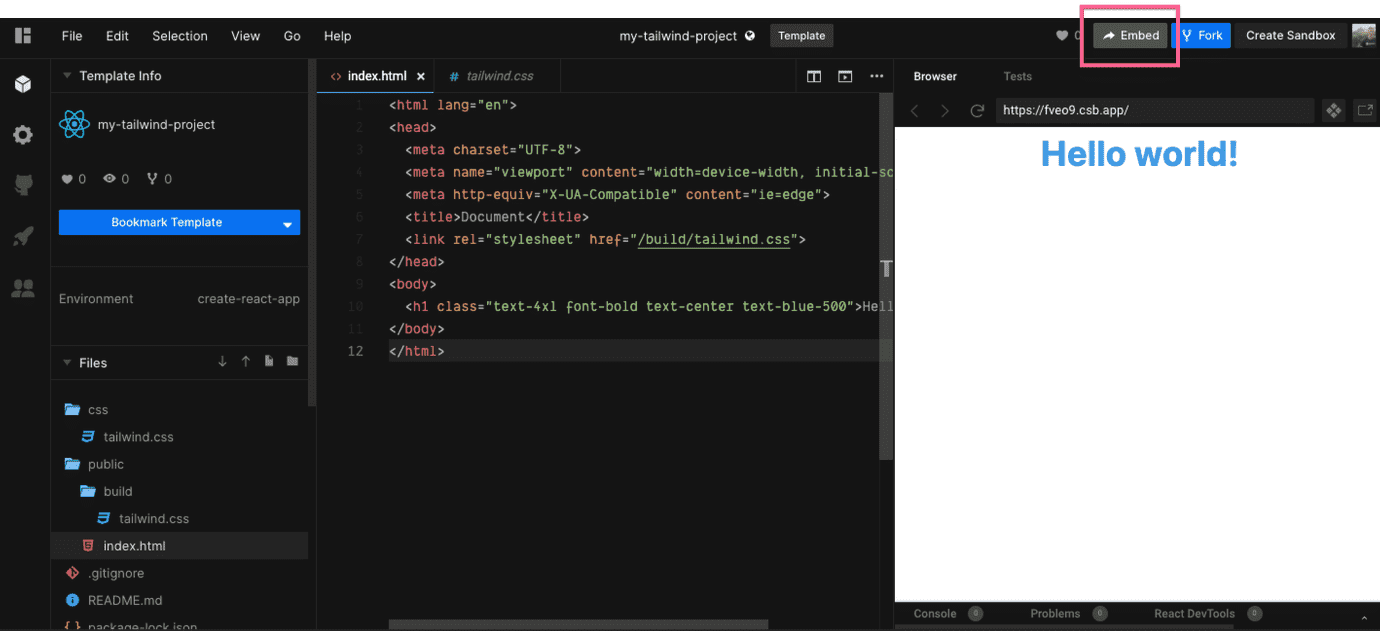 File Edit Selection View Go Help
my-tailwind-project Template
0 Embed Fork Create Sandbox
Template Info
my-tailwind-project
0 0 0
Bookmark Template
Environment create-react-app
Files
css
tailwind.css
public
build
tailwind.css
index.html
.gitignore
README.md
package-lock.json
<> index.html × # tailwind.css
1 <html lang="en">
2 <head>
3 <meta charset="UTF-8">
4 <meta name="viewport" content="width=device-width, initial-sc
5 <meta http-equiv="X-UA-Compatible" content="ie=edge">
6 <title>Document</title>
7 <link rel="stylesheet" href="/build/tailwind.css">
8 </head>
9 <body>
10 <h1 class="text-4xl font-bold text-center text-blue-500">Hell
11 </body>
12 </html>
Browser Tests
https://fveo9.csb.app/
Hello world!
Console 0 Problems 0 React DevTools 0